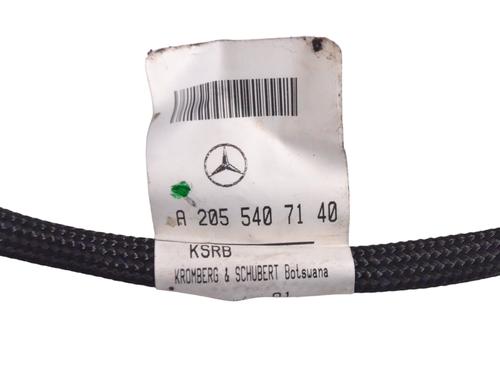 A 205 540 71 40
KSRB
KROMBERG & SCHUBERT Botswana